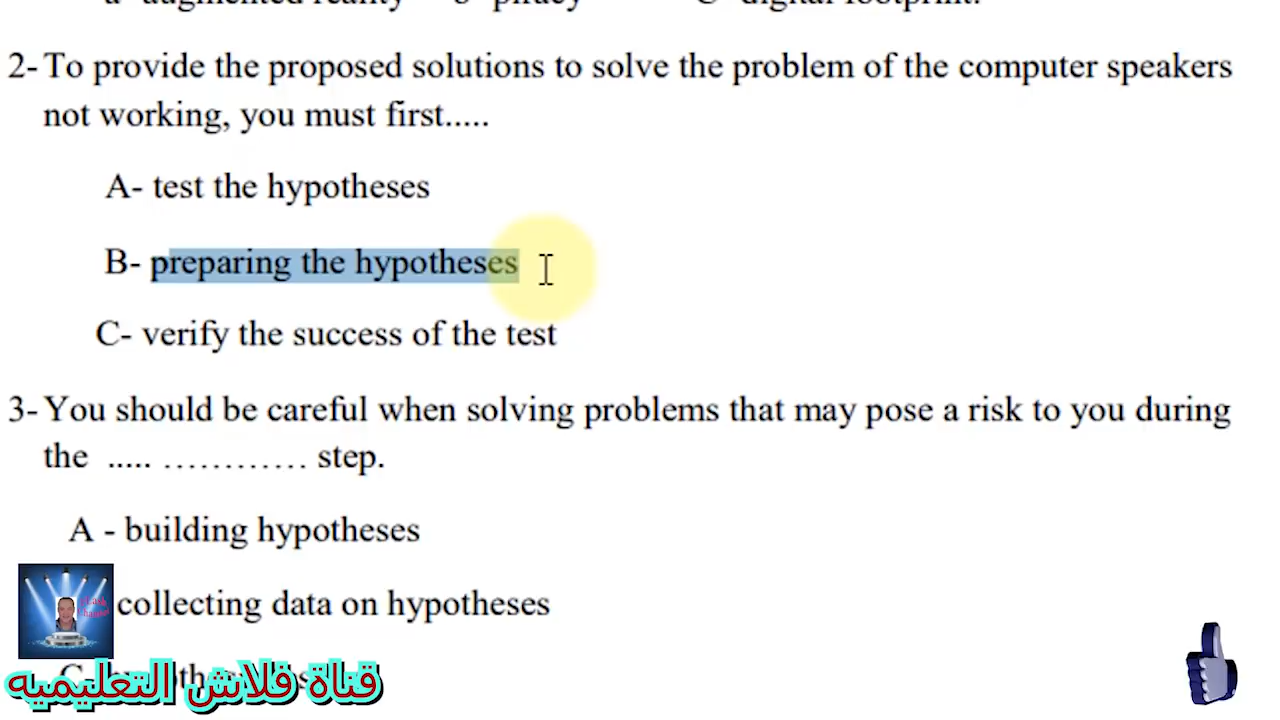 2- To provide the proposed solutions to solve the problem of the computer speakers
not working, you must first.....
A- test the hypotheses
B- preparing the hypotheses
C- verify the success of the test
3- You should be careful when solving problems that may pose a risk to you during
the ..... ………… step.
A - building hypotheses
collecting data on hypotheses
قناة فلاش التعليميه